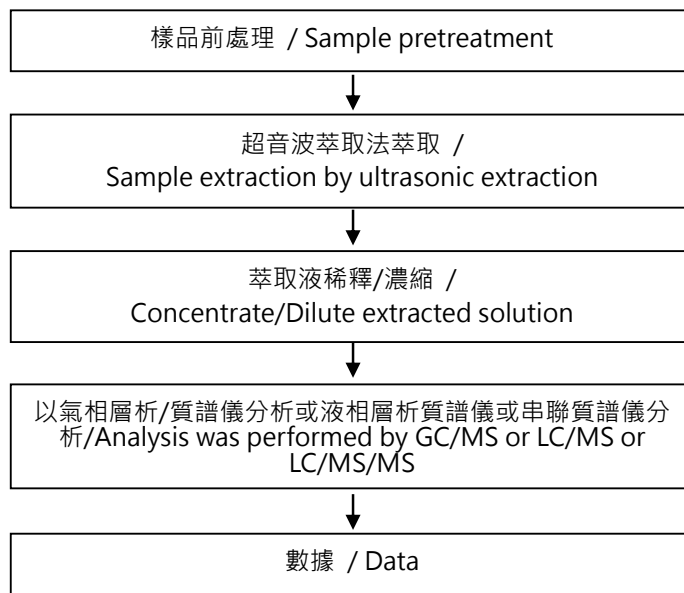 樣品前處理 / Sample pretreatment
超音波萃取法萃取 /
Sample extraction by ultrasonic extraction
萃取液稀釋/濃縮 /
Concentrate/Dilute extracted solution
以氣相層析/質譜儀分析或液相層析質譜儀或串聯質譜儀分
析/Analysis was performed by GC/MS or LC/MS or
LC/MS/MS
數據 / Data